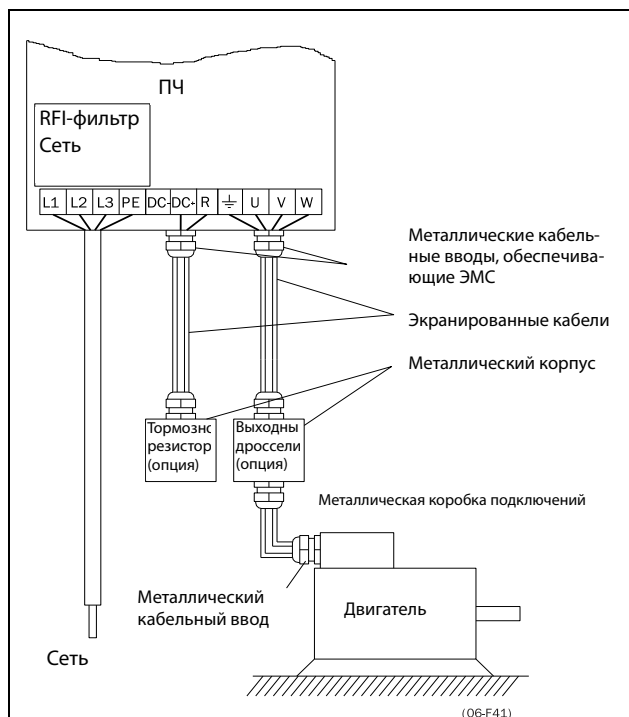 ПЧ
RFI-фильтр
Сеть
L1 L2 L3 PE DC- DC+ R U V W
Металлические кабель-
ные вводы, обеспечива-
ющие ЭМС
Экранированные кабели
Металлический корпус
Тормозн
резистор
(опция)
Выходны
дроссели
(опция)
Металлическая коробка подключений
Металлический
кабельный ввод
Двигатель
Сеть
(06-F41)